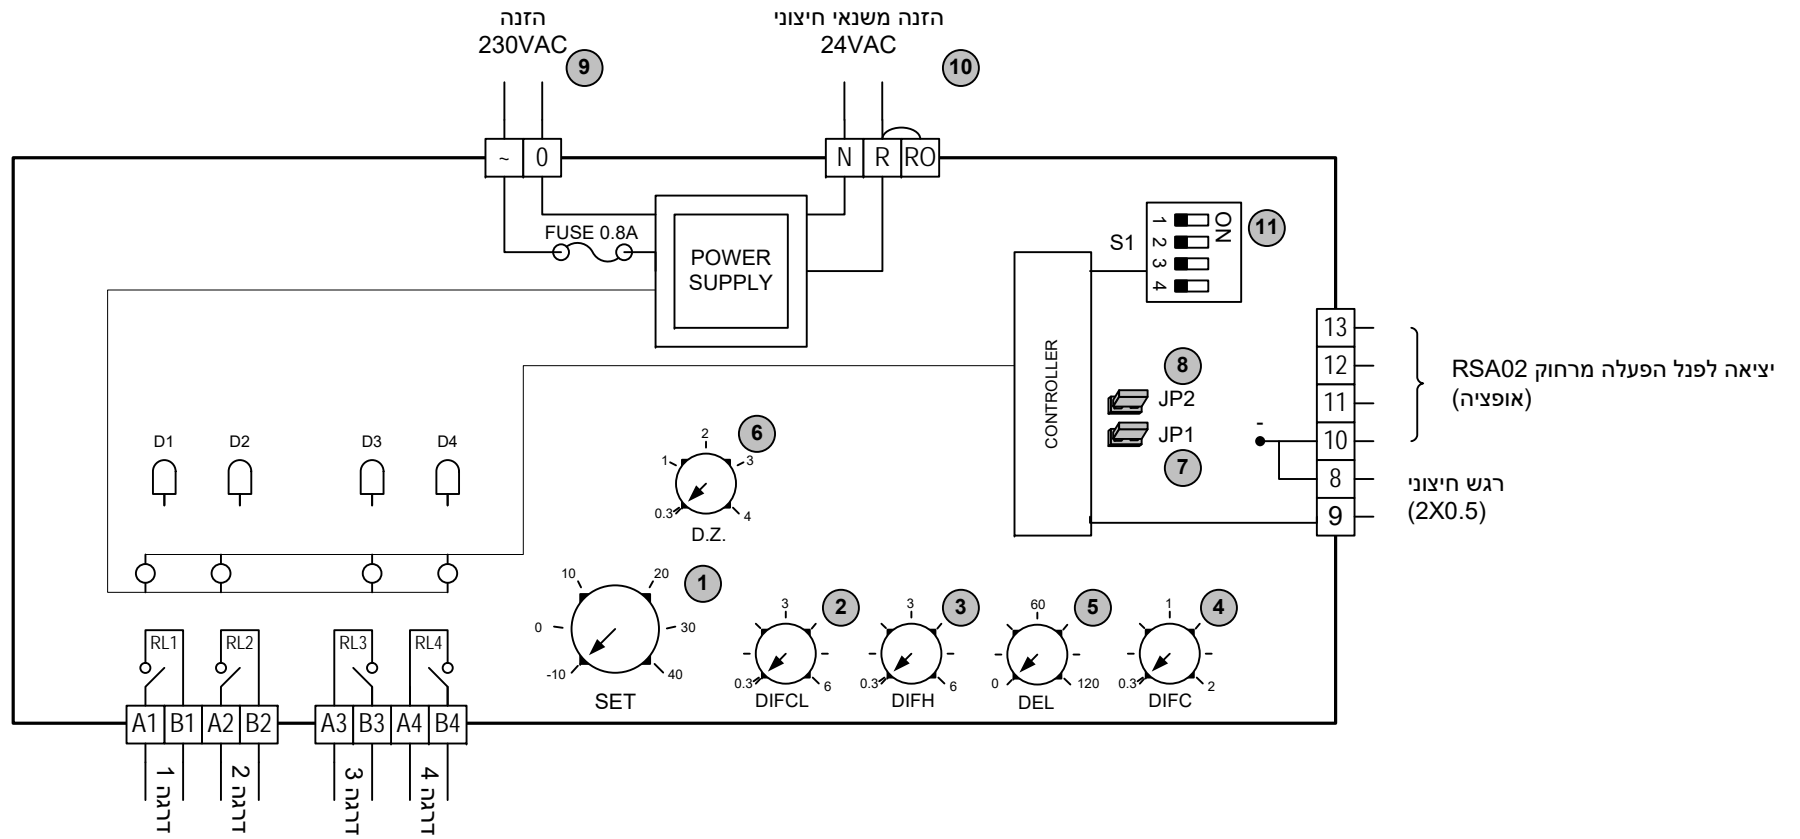 הזנה
230VAC
9
הזנה משנאי חיצוני
24VAC
10
~ 0
N R RO
FUSE 0.8A
POWER
SUPPLY
S1
1
2
3
4
ON
11
CONTROLLER
8
JP2
JP1
7
13
12
11
10
8
9
-
יציאה לפנל הפעלה מרחוק RSA02
(אופציה)
רגש חיצוני
(2X0.5)
D1 D2 D3 D4
6
0.3 1 2 3 4
D.Z.
1
-10 0 10 20 30 40
SET
2
0.3 3 6
DIFCL
3
0.3 3 6
DIFH
5
0 60 120
DEL
4
0.3 1 2
DIFC
RL1 RL2 RL3 RL4
A1 B1 A2 B2 A3 B3 A4 B4
דרגה 1
דרגה 2
דרגה 3
דרגה 4